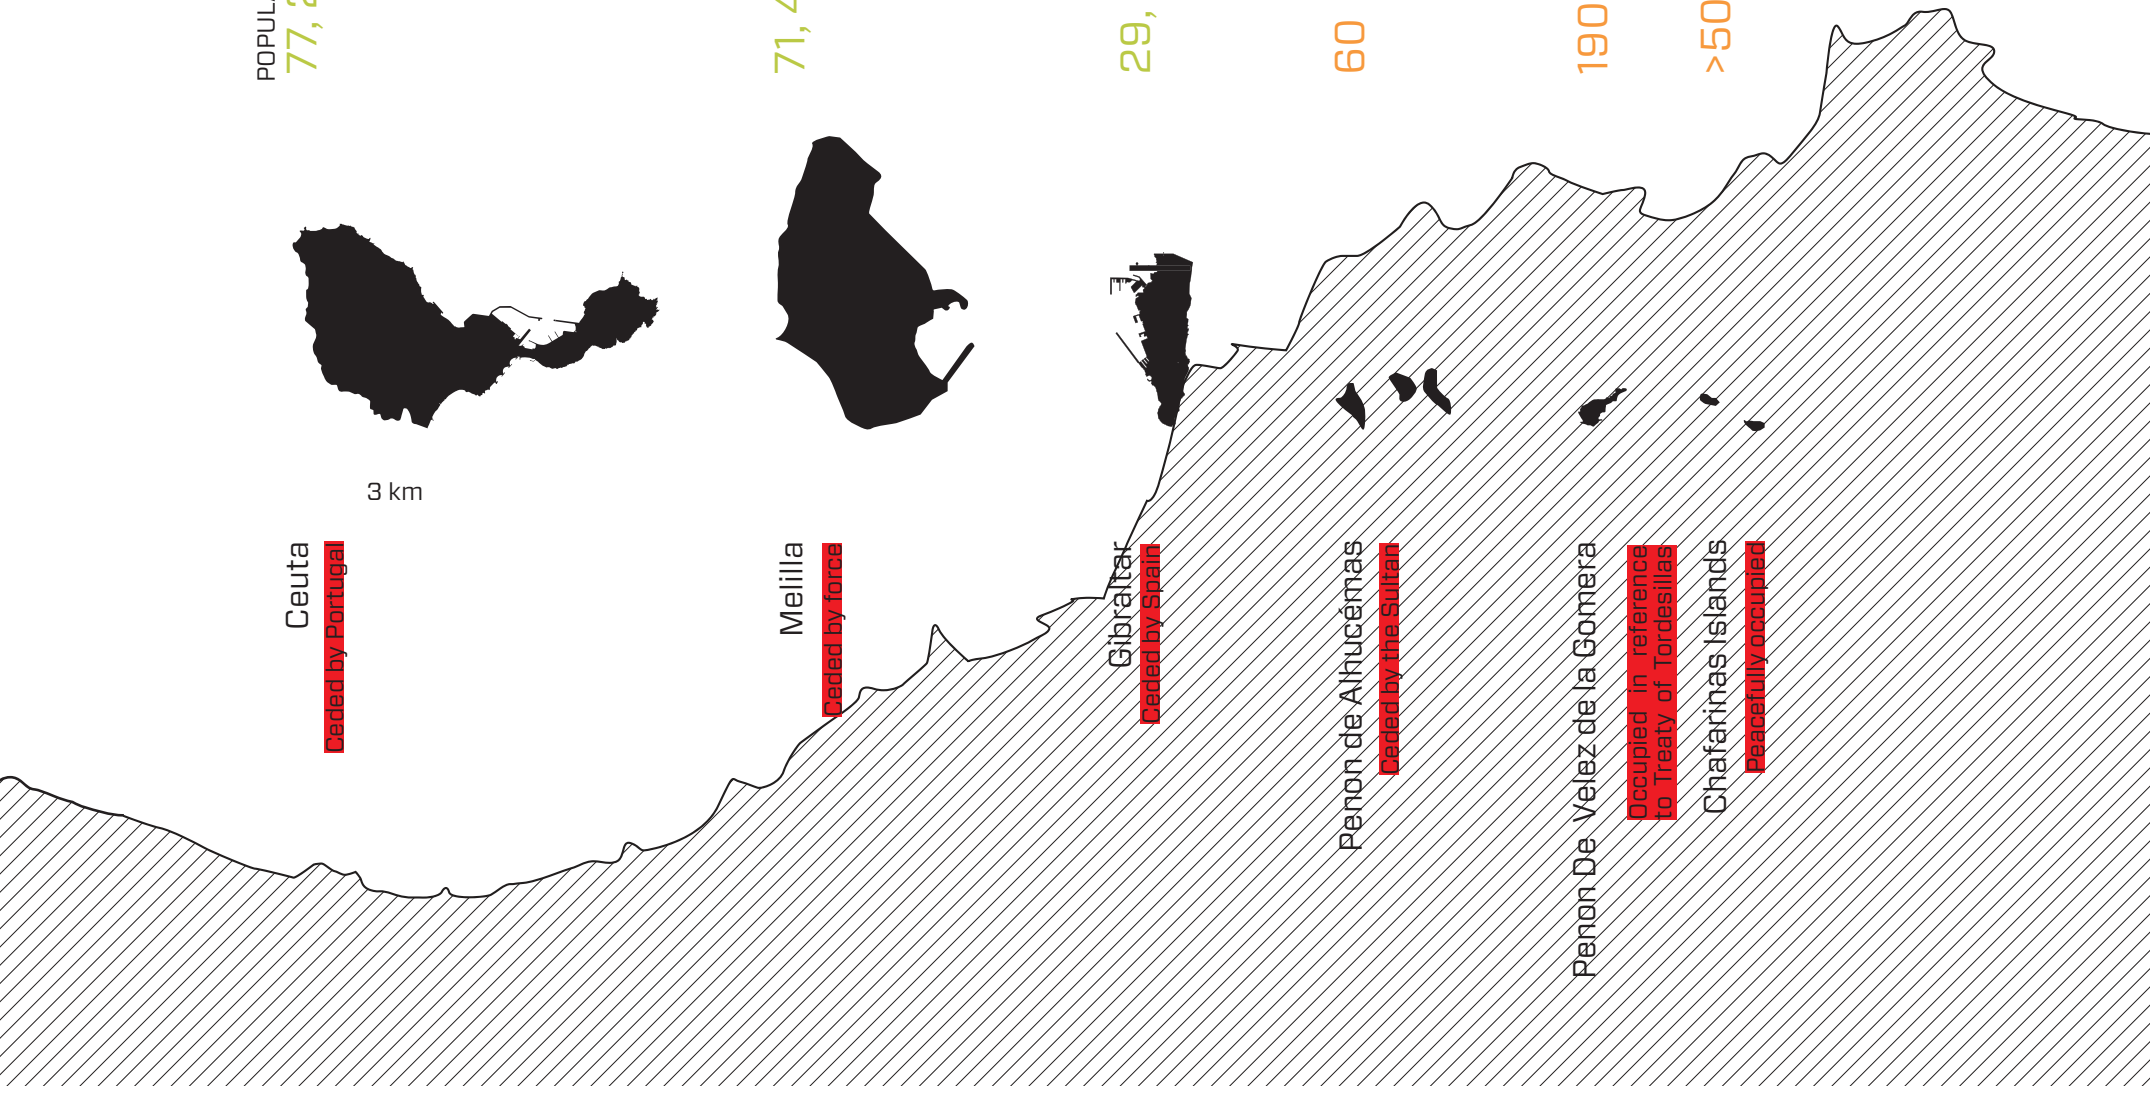 POPUL
77,
71, 4
29,
60
190
>50
3 km
Ceuta
Ceded by Portugal
Melilla
Ceded by force
Gibraltar
Ceded by Spain
Penon de Alhucémas
Ceded by the Sultan
Penon De Velez de la Gomera
Occupied in reference
to Treaty of Tordesillas
Chafarinas Islands
Peacefully occupied